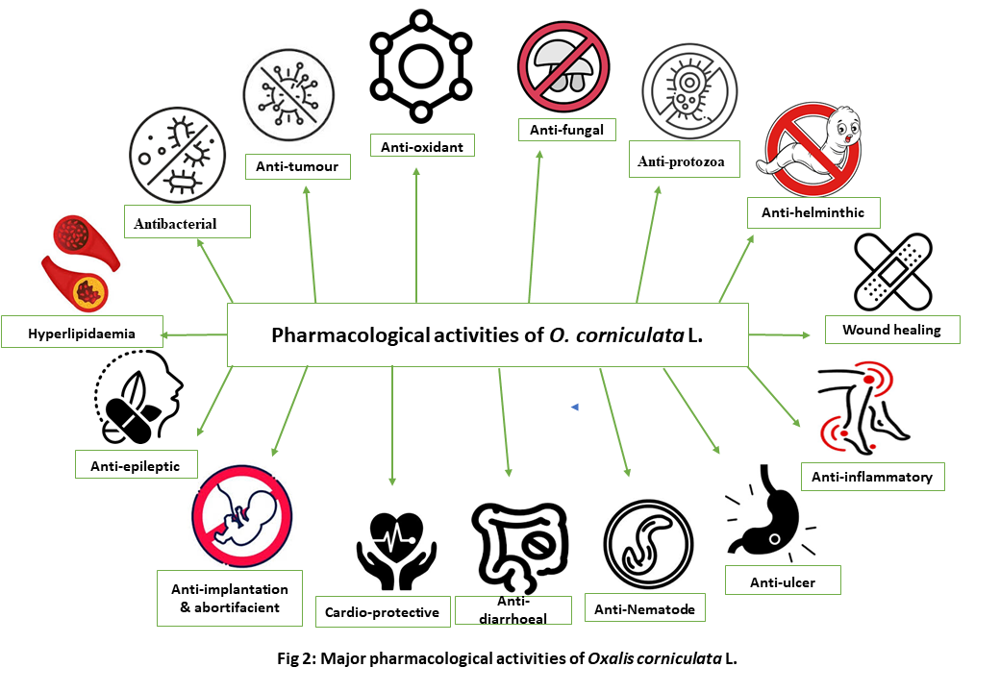 Anti-oxidant
Anti-fungal
Anti-tumour
Anti-protozoa
Antibacterial
Anti-helminthic
Hyperlipidaemia
Pharmacological activities of O. corniculata L.
Wound healing
Anti-epileptic
Anti-inflammatory
Anti-implantation
& abortifacient
Cardio-protective
Anti-
diarrhoeal
Anti-Nematode
Anti-ulcer
Fig 2: Major pharmacological activities of Oxalis corniculata L.